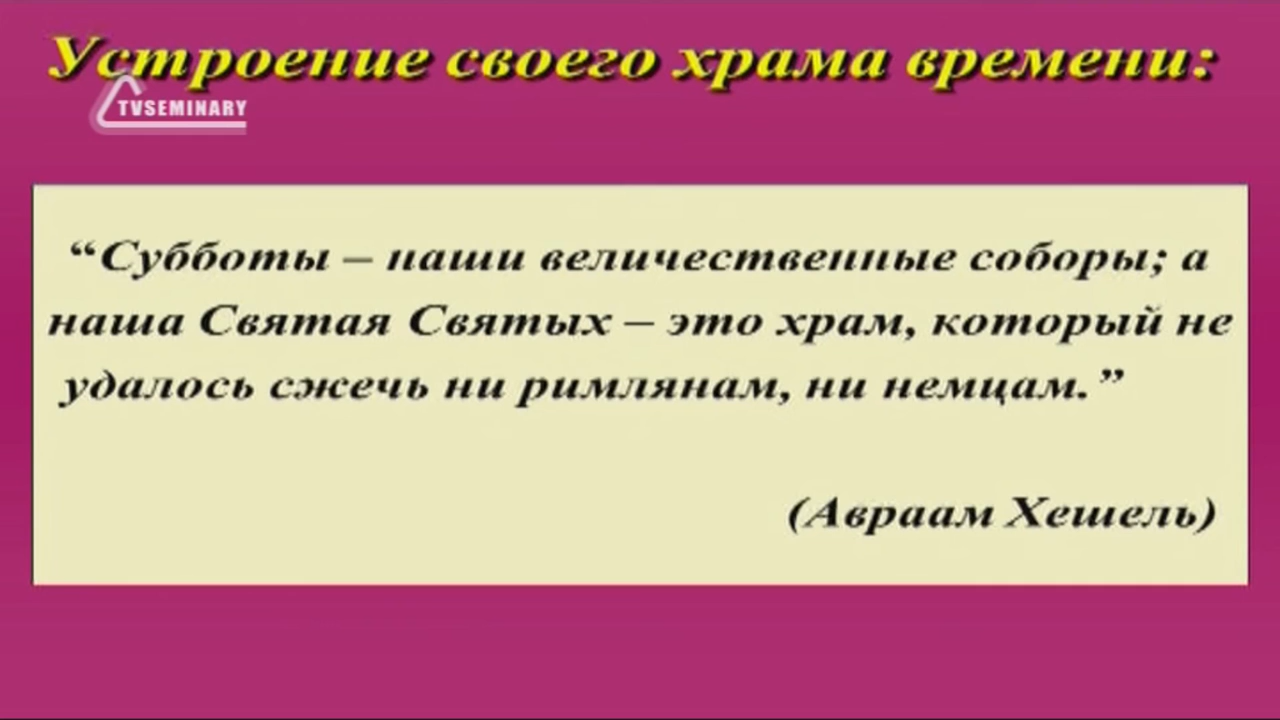 Устроение своего храма времени:
TVSEMINARY
“Субботы – наши величественные соборы; а
наша Святая Святых – это храм, который не
удалось сжечь ни римлянам, ни немцам.”
(Авраам Хешель)